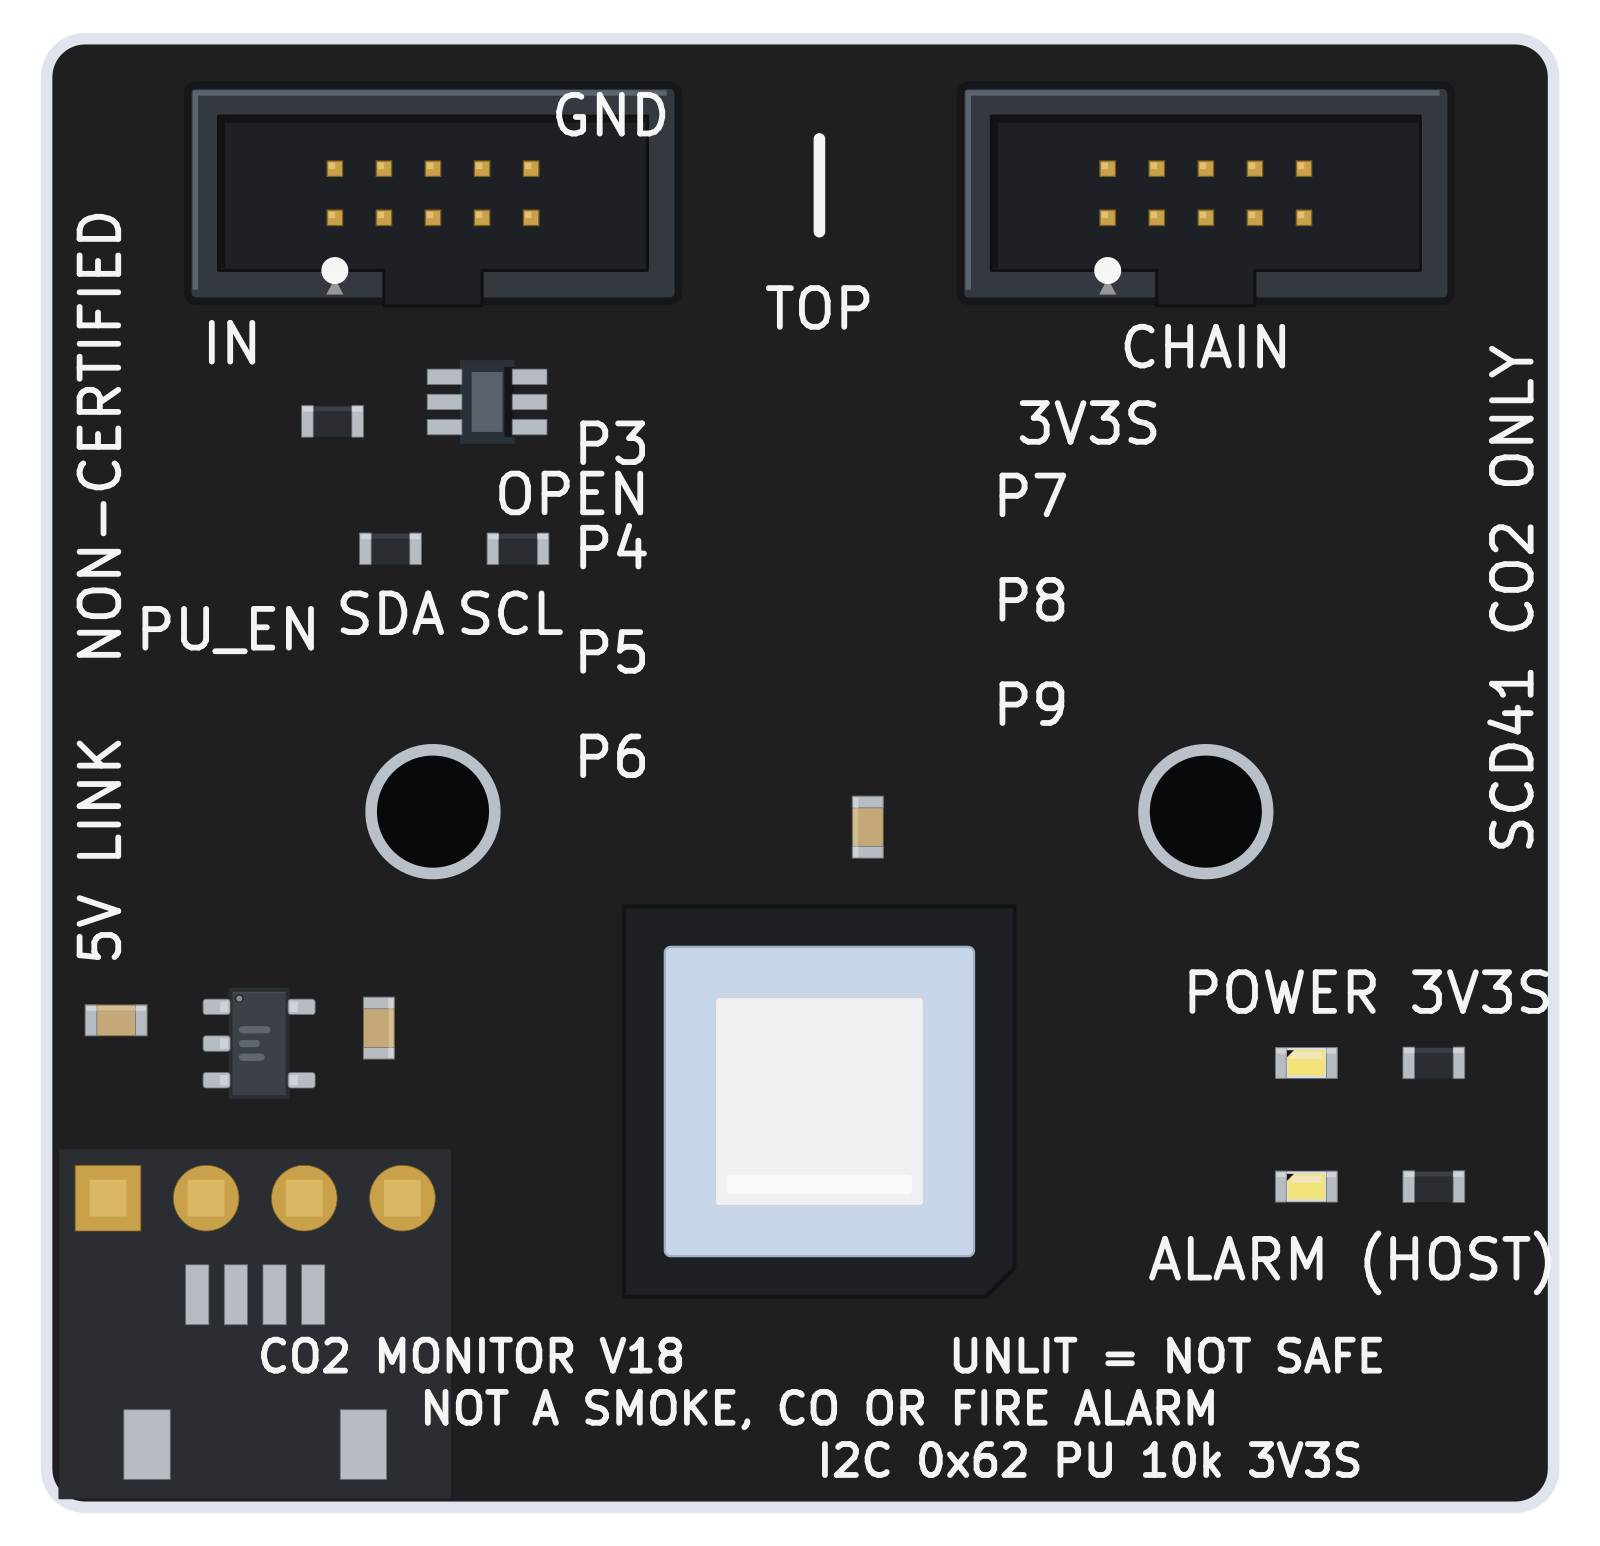 GND
TOP
IN
CHAIN
NON-CERTIFIED
3V3S
P3
OPEN
P7
P4
SCD41 CO2 ONLY
PU_EN
SDA
SCL
P8
P5
P9
P6
5V LINK
POWER 3V3S
ALARM (HOST)
CO2 MONITOR V18
UNLIT = NOT SAFE
NOT A SMOKE, CO OR FIRE ALARM
I2C 0x62 PU 10k 3V3S